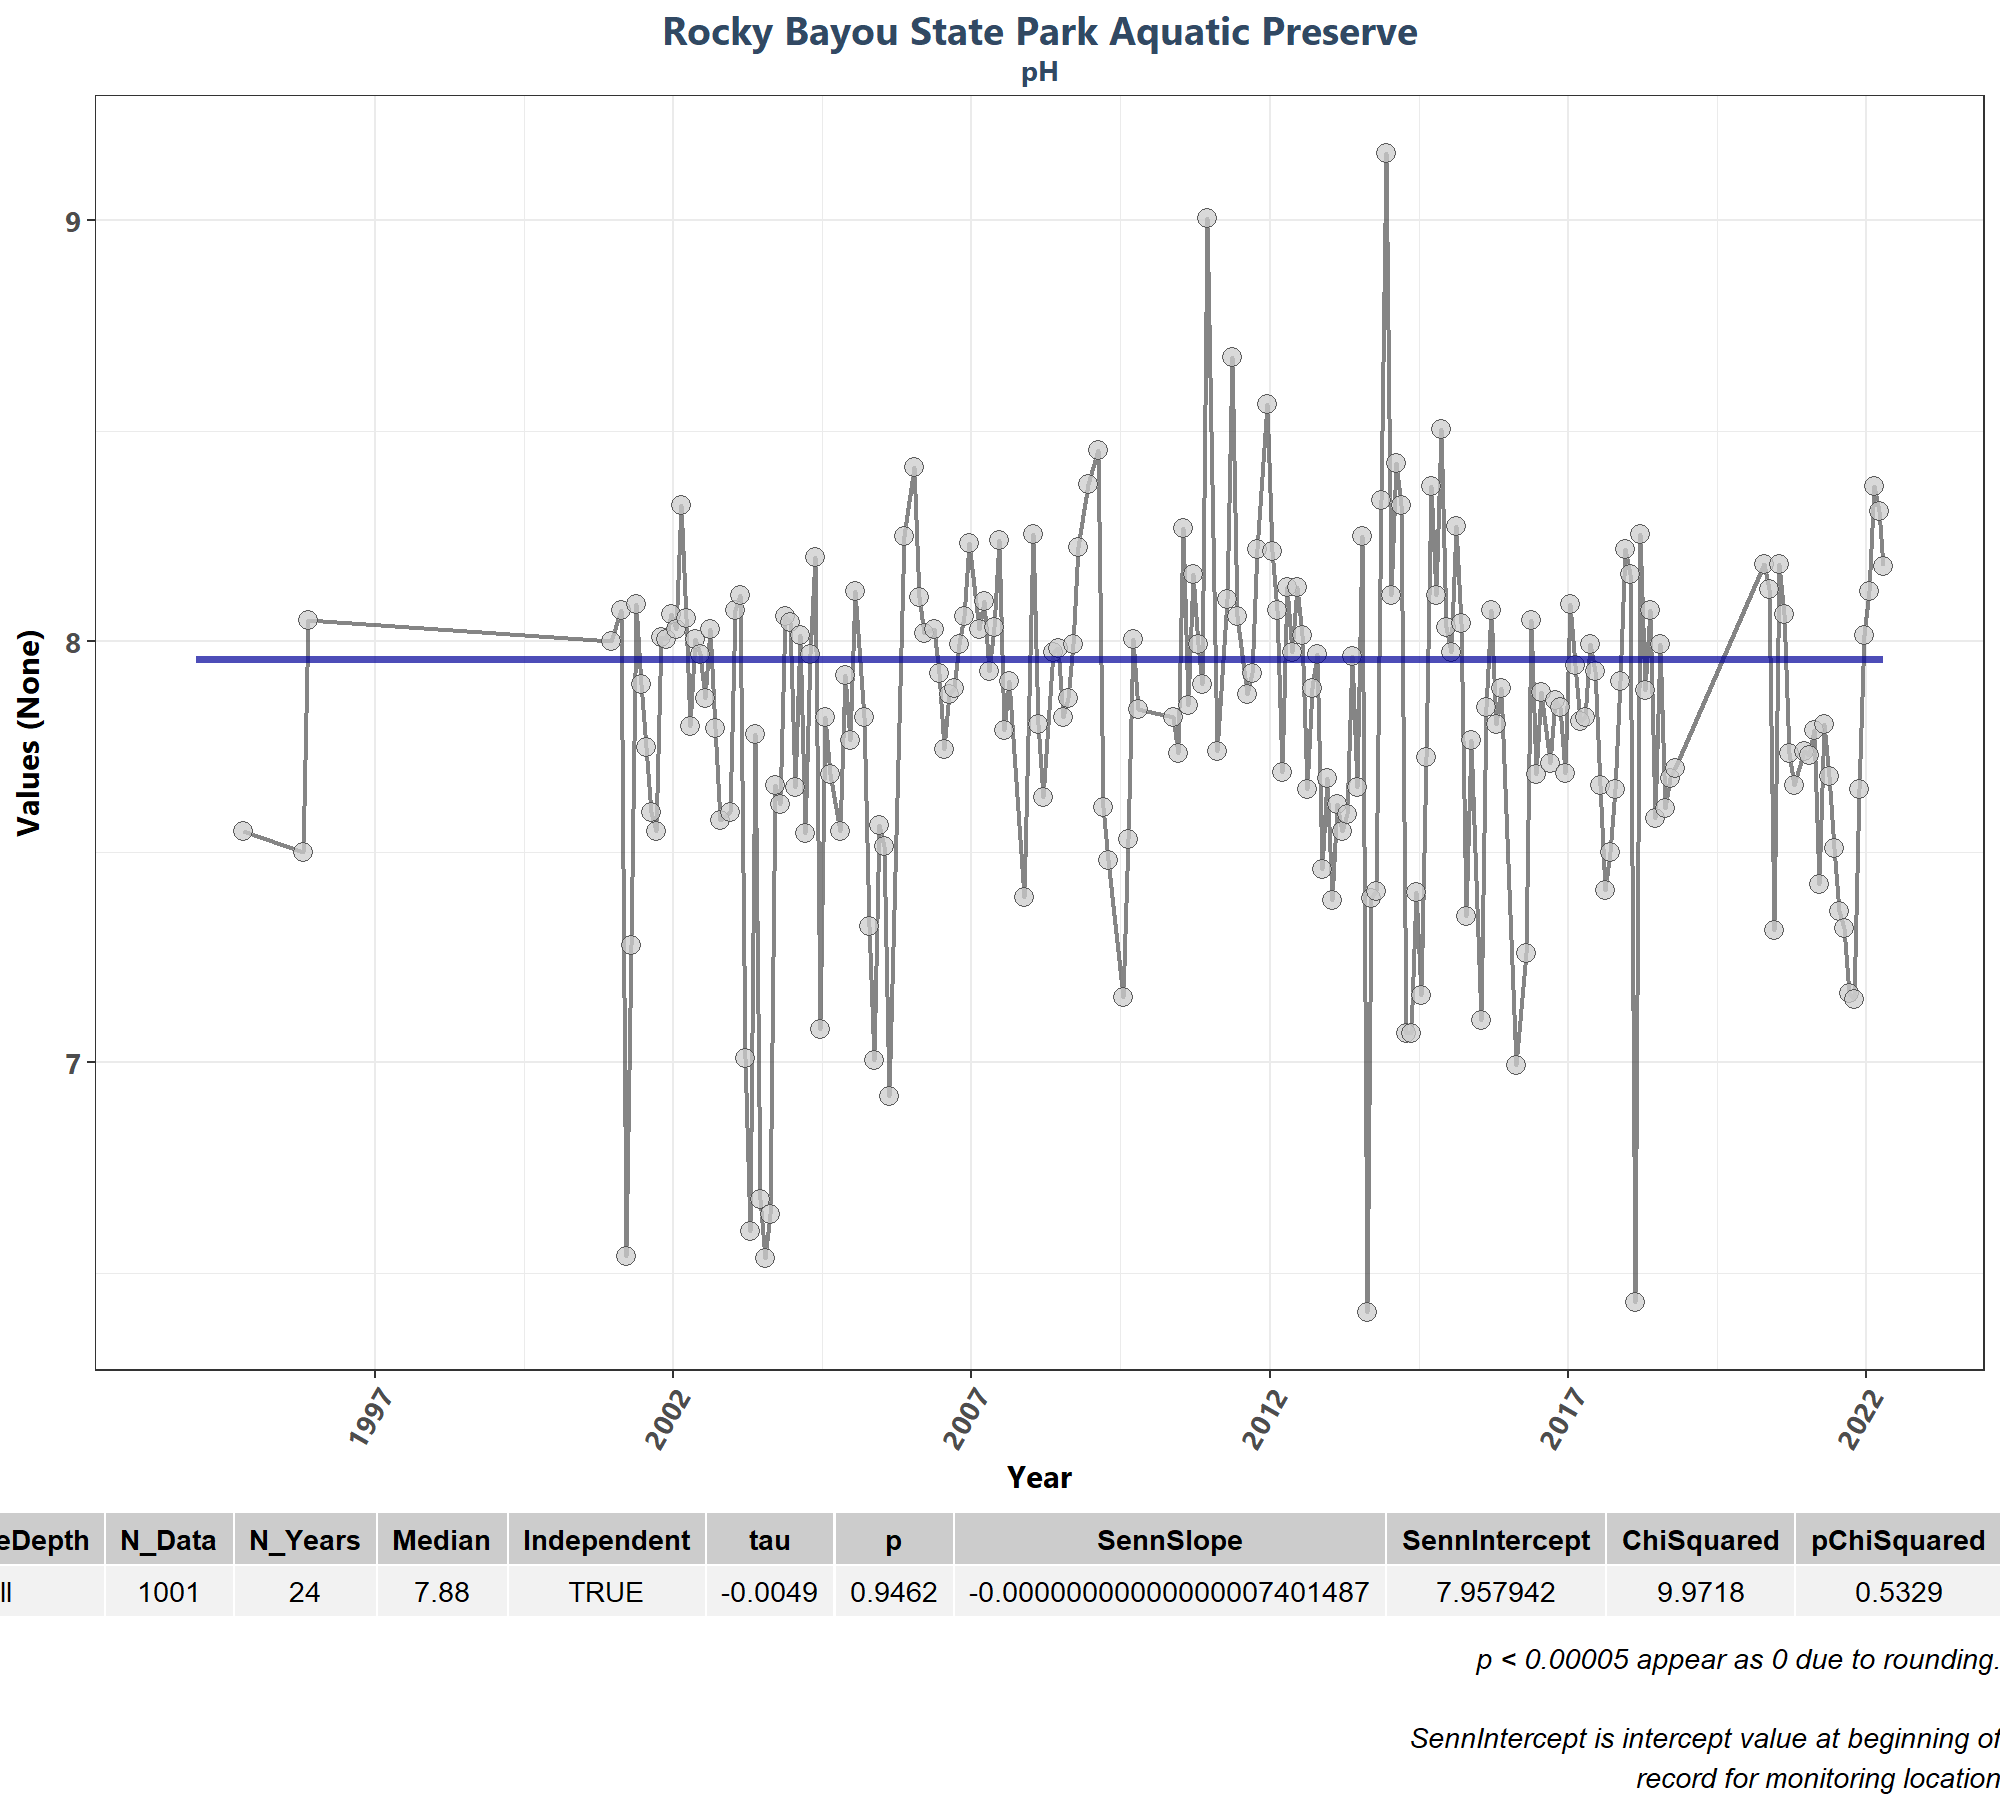 Rocky Bayou State Park Aquatic Preserve
pH
Values (None)
9
8
7
1997 2002 2007 2012 2017 2022
Year
eDepth N_Data N_Years Median Independent tau p SennSlope SennIntercept ChiSquared pChiSquared
ll 1001 24 7.88 TRUE -0.0049 0.9462 -0.00000000000000007401487 7.957942 9.9718 0.5329
p < 0.00005 appear as 0 due to rounding.
SennIntercept is intercept value at beginning of
record for monitoring location